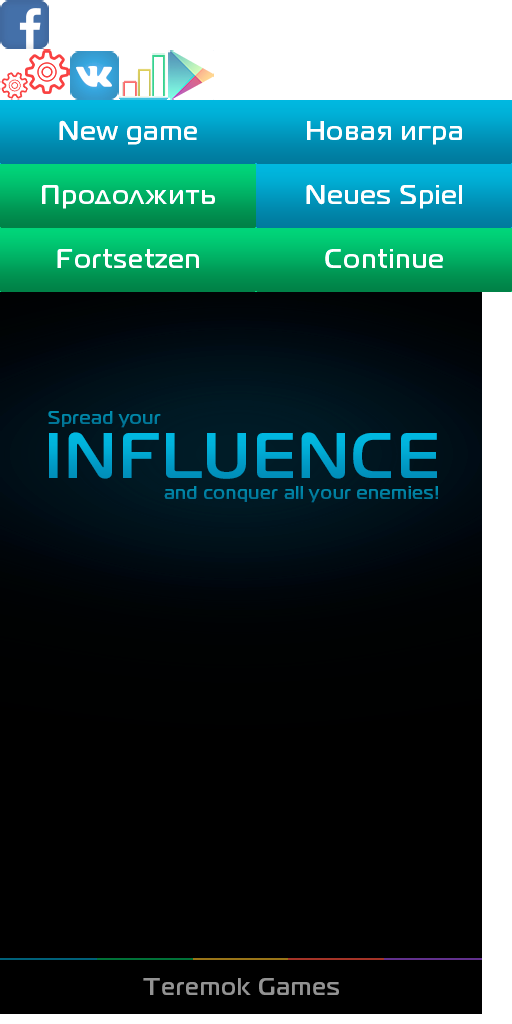 New game
Новая игра
Продолжить
Neues Spiel
Fortsetzen
Continue
Spread your
INFLUENCE
and conquer all your enemies!
Teremok Games